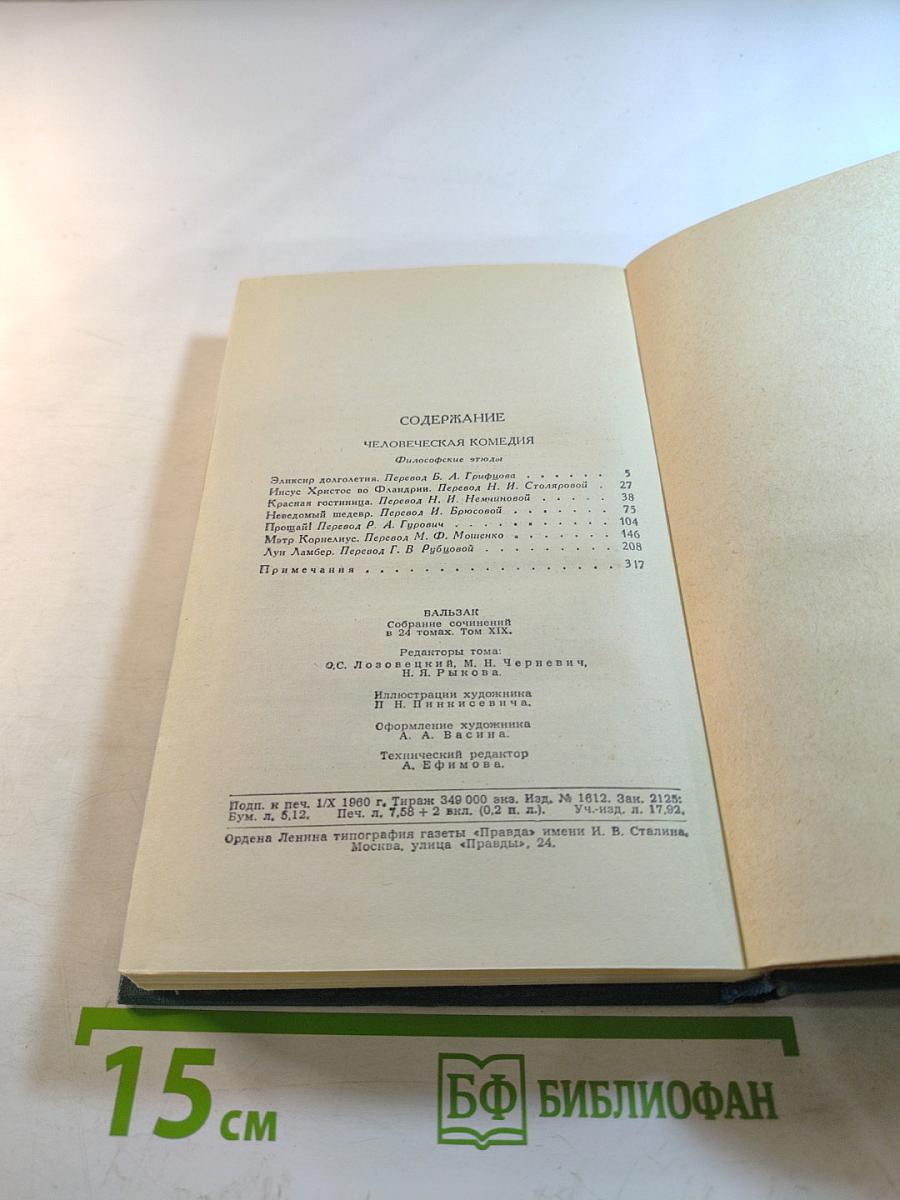 СОДЕРЖАНИЕ
ЧЕЛОВЕЧЕСКАЯ КОМЕДИЯ
Философские этюды
Эликсир долголетия. Перевод Б. А. Грифцова . . . . . . 5
Иисус Христос во Фландрии. Перевод Н. И. Столяровой . 27
Красная гостиница. Перевод Н. И. Немчиновой . . . . . 38
Неведомый шедевр. Перевод И. Брюсовой . . . . . . . 75
Прощай! Перевод Р. А. Гурович . . . . . . . . . . 104
Мэтр Корнелиус. Перевод М. Ф. Мошенко . . . . . . . 146
Луи Ламбер. Перевод Г. В Рубцовой . . . . . . . . . 208
Примечания . . . . . . . . . . . . . . . . . 317
БАЛЬЗАК
Собрание сочинений
в 24 томах. Том XIX.
Редакторы тома:
О.С. Лозовецкий, М. Н. Черневич,
Н. Я. Рыкова.
Иллюстрации художника
П Н. Пинкисевича.
Оформление художника
А. А. Васина.
Технический редактор
А. Ефимова.
Подп. к печ. 1/X 1960 г. Тираж 349 000 экз. Изд. № 1612. Зак. 2125.
Бум. л. 5,12. Печ. л. 7,58 + 2 вкл. (0,2 п. л.). Уч.-изд. л. 17,92.
Ордена Ленина типография газеты «Правда» имени И. В. Сталина,
Москва, улица «Правды», 24.
15 см
БФ БИБЛИОФАН